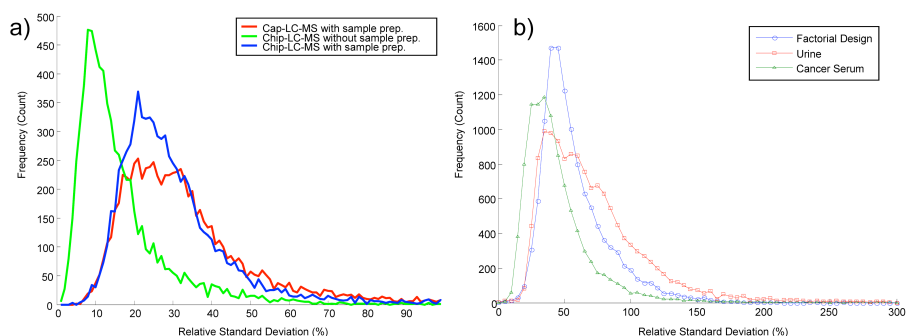 a)
500
450
400
350
300
250
200
150
100
50
0
Frequency (Count)
Cap-LC-MS with sample prep.
Chip-LC-MS without sample prep.
Chip-LC-MS with sample prep.
0 10 20 30 40 50 60 70 80 90
Relative Standard Deviation (%)
b)
1600
1400
1200
1000
800
600
400
200
0
Frequency (Count)
Factorial Design
Urine
Cancer Serum
0 50 100 150 200 250 300
Relative Standard Deviation (%)